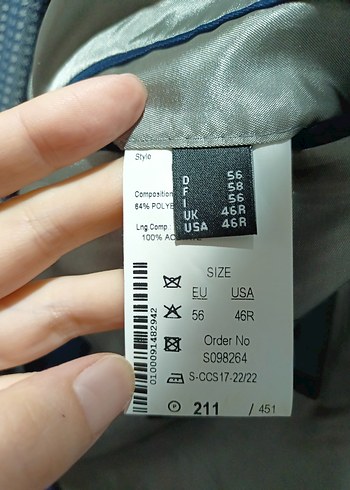 Style
D 56
F 58
I 56
UK 46R
USA 46R
Composition
64% POLYE
Lng.Comp.:
100% AC
SIZE
EU USA
56 46R
Order No
S098264
S-CCS17-22/22
P 211 / 451
0100091482942